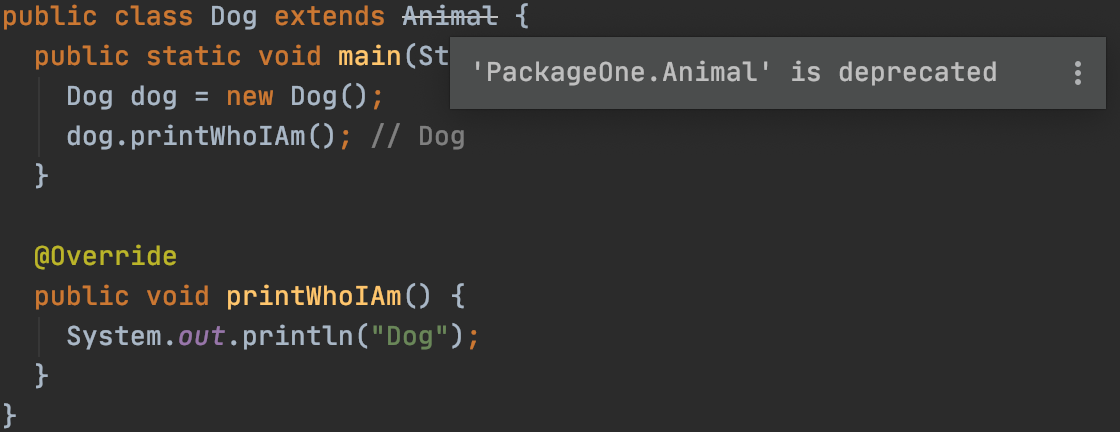 public class Dog extends Animal {
public static void main(St
'PackageOne.Animal' is deprecated
Dog dog = new Dog();
dog.printWhoIAm(); // Dog
}
@Override
public void printWhoIAm() {
System.out.println("Dog");
}
}